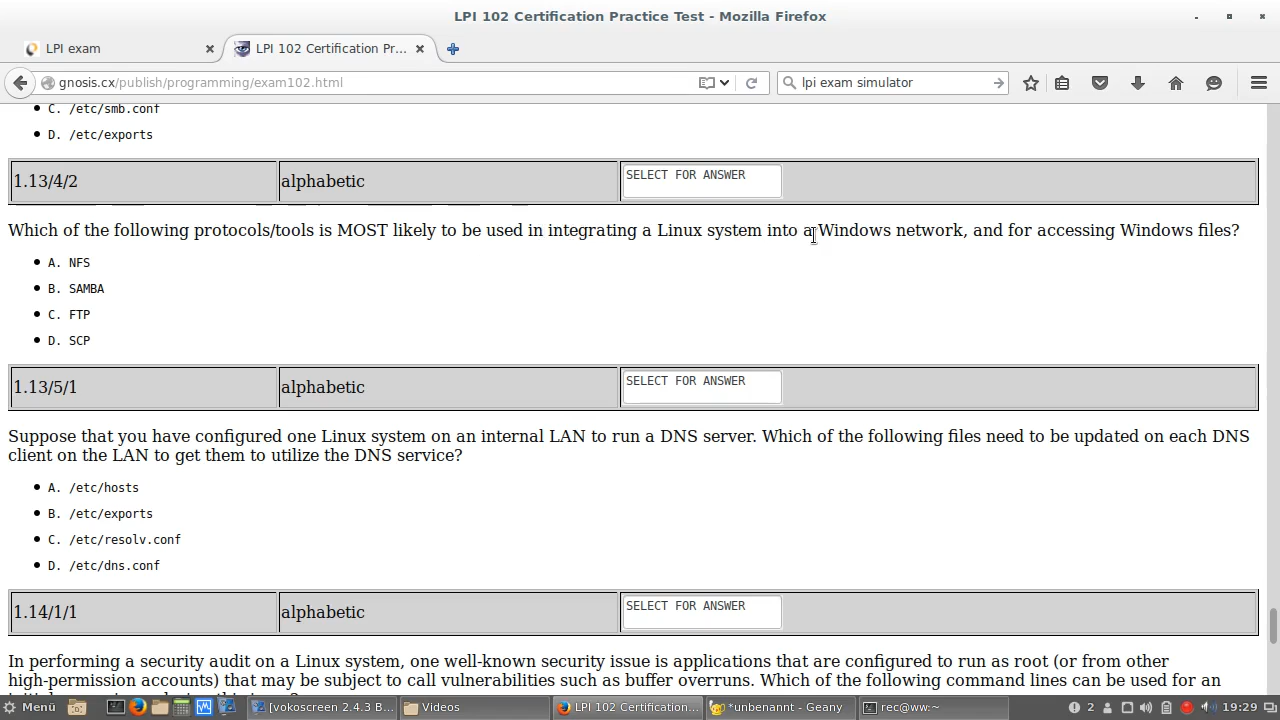 LPI 102 Certification Practice Test - Mozilla Firefox
LPI exam
LPI 102 Certification Pr...
gnosis.cx/publish/programming/exam102.html
lpi exam simulator
C. /etc/smb.conf
D. /etc/exports
1.13/4/2 alphabetic SELECT FOR ANSWER
Which of the following protocols/tools is MOST likely to be used in integrating a Linux system into a Windows network, and for accessing Windows files?
A. NFS
B. SAMBA
C. FTP
D. SCP
1.13/5/1 alphabetic SELECT FOR ANSWER
Suppose that you have configured one Linux system on an internal LAN to run a DNS server. Which of the following files need to be updated on each DNS
client on the LAN to get them to utilize the DNS service?
A. /etc/hosts
B. /etc/exports
C. /etc/resolv.conf
D. /etc/dns.conf
1.14/1/1 alphabetic SELECT FOR ANSWER
In performing a security audit on a Linux system, one well-known security issue is applications that are configured to run as root (or from other
high-permission accounts) that may be subject to call vulnerabilities such as buffer overruns. Which of the following command lines can be used for an
Menü
[vokoscreen 2.4.3 B...
Videos
LPI 102 Certification...
*unbenannt - Geany
rec@ww:~
2
19:29